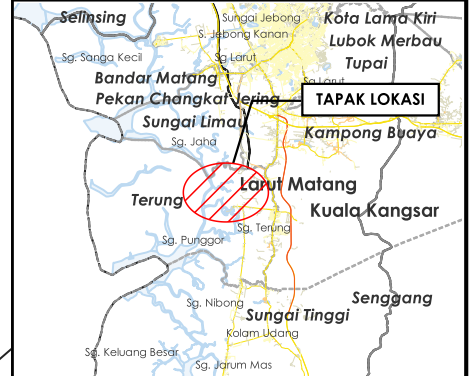 Selinsing
Sungai Jebong
Kota Lama Kiri
S. Jebong Kanan
Lubok Merbau
Sg. Sanga Kecil
Sg Larut
Tupai
Bandar Matang
Sg Larut
Pekan Changkat Jering
TAPAK LOKASI
Sungai Limau
Kampong Buaya
Sg. Jaha
Larut Matang
Terung
Kuala Kangsar
Sg. Terung
Sg. Punggor
Sg. Nibong
Senggang
Sungai Tinggi
Kolam Udang
Sg. Keluang Besar
Sg. Jarum Mas